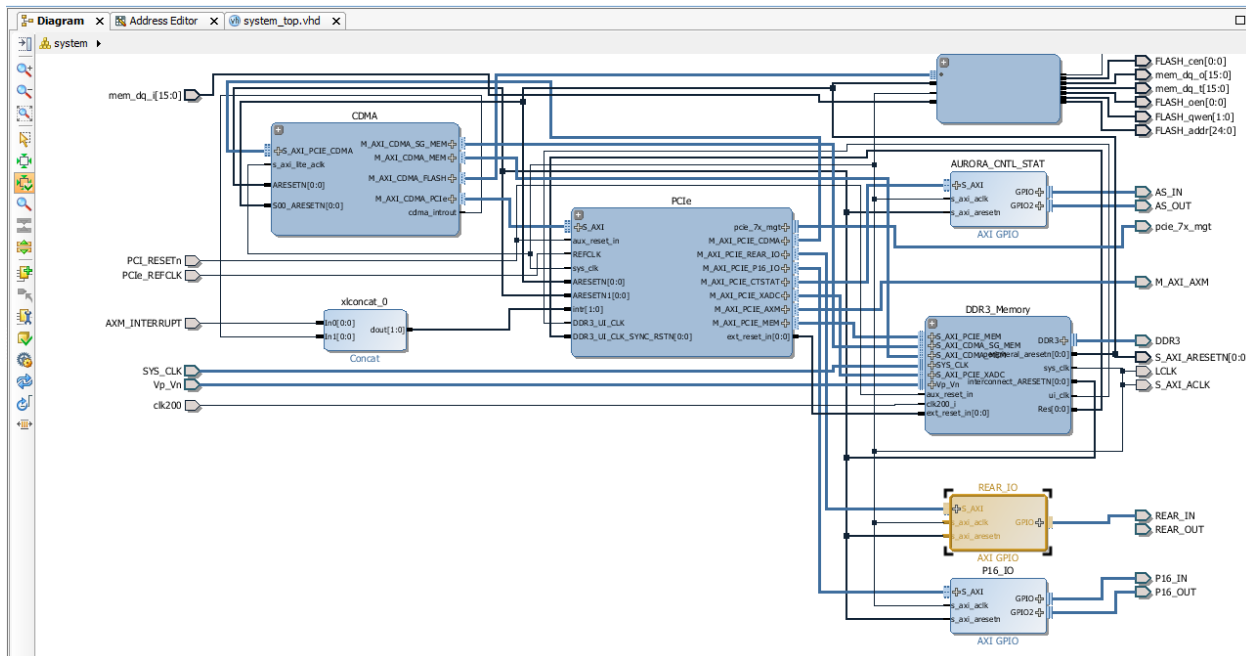 Diagram
Address Editor
system_top.vhd
system
mem_dq_i[15:0]
PCI_RESETn
PCIe_REFCLK
AXM_INTERRUPT
SYS_CLK
Vp_Vn
clk200
CDMA
S_AXI_PCIE_CDMA
s_axi_lite_aclk
ARESETN[0:0]
S00_ARESETN[0:0]
M_AXI_CDMA_SG_MEM
M_AXI_CDMA_MEM
M_AXI_CDMA_FLASH
M_AXI_CDMA_PCIe
cdma_introut
xlconcat_0
In0[0:0]
In1[0:0]
dout[1:0]
Concat
PCIe
S_AXI
aux_reset_in
REFCLK
sys_clk
ARESETN[0:0]
ARESETN1[0:0]
intr[1:0]
DDR3_UI_CLK
DDR3_UI_CLK_SYNC_RSTN[0:0]
pcie_7x_mgt
M_AXI_PCIE_CDMA
M_AXI_PCIE_REAR_IO
M_AXI_PCIE_P16_IO
M_AXI_PCIE_CTSTAT
M_AXI_PCIE_XADC
M_AXI_PCIE_AXM
M_AXI_PCIE_MEM
ext_reset_in[0:0]
AURORA_CNTL_STAT
S_AXI
s_axi_aclk
s_axi_aresetn
GPIO
GPIO2
AXI GPIO
DDR3_Memory
S_AXI_PCIE_MEM
S_AXI_CDMA_SG_MEM
S_AXI_CDMA_MEM
SYS_CLK
S_AXI_PCIE_XADC
Vp_Vn
aux_reset_in
clk200_i
ext_reset_in[0:0]
DDR3
peripheral_aresetn[0:0]
sys_clk
interconnect_ARESETN[0:0]
ui_clk
Res[0:0]
REAR_IO
S_AXI
s_axi_aclk
s_axi_aresetn
GPIO
AXI GPIO
P16_IO
S_AXI
s_axi_aclk
s_axi_aresetn
GPIO
GPIO2
AXI GPIO
FLASH_cen[0:0]
mem_dq_o[15:0]
mem_dq_t[15:0]
FLASH_oen[0:0]
FLASH_qwen[1:0]
FLASH_addr[24:0]
AS_IN
AS_OUT
pcie_7x_mgt
M_AXI_AXM
DDR3
S_AXI_ARESETN[0:0
LCLK
S_AXI_ACLK
REAR_IN
REAR_OUT
P16_IN
P16_OUT